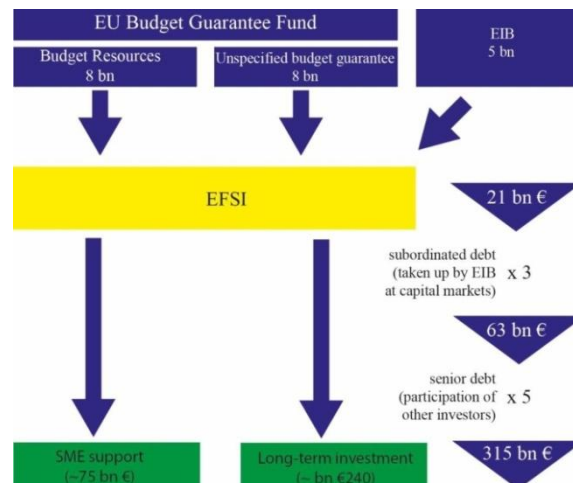 EU Budget Guarantee Fund
Budget Resources
8 bn
Unspecified budget guarantee
8 bn
EIB
5 bn
EFSI
21 bn €
subordinated debt
(taken up by EIB
at capital markets)
x 3
63 bn €
senior debt
(participation of
other investors)
x 5
315 bn €
SME support
(~75 bn €)
Long-term investment
(~ bn €240)